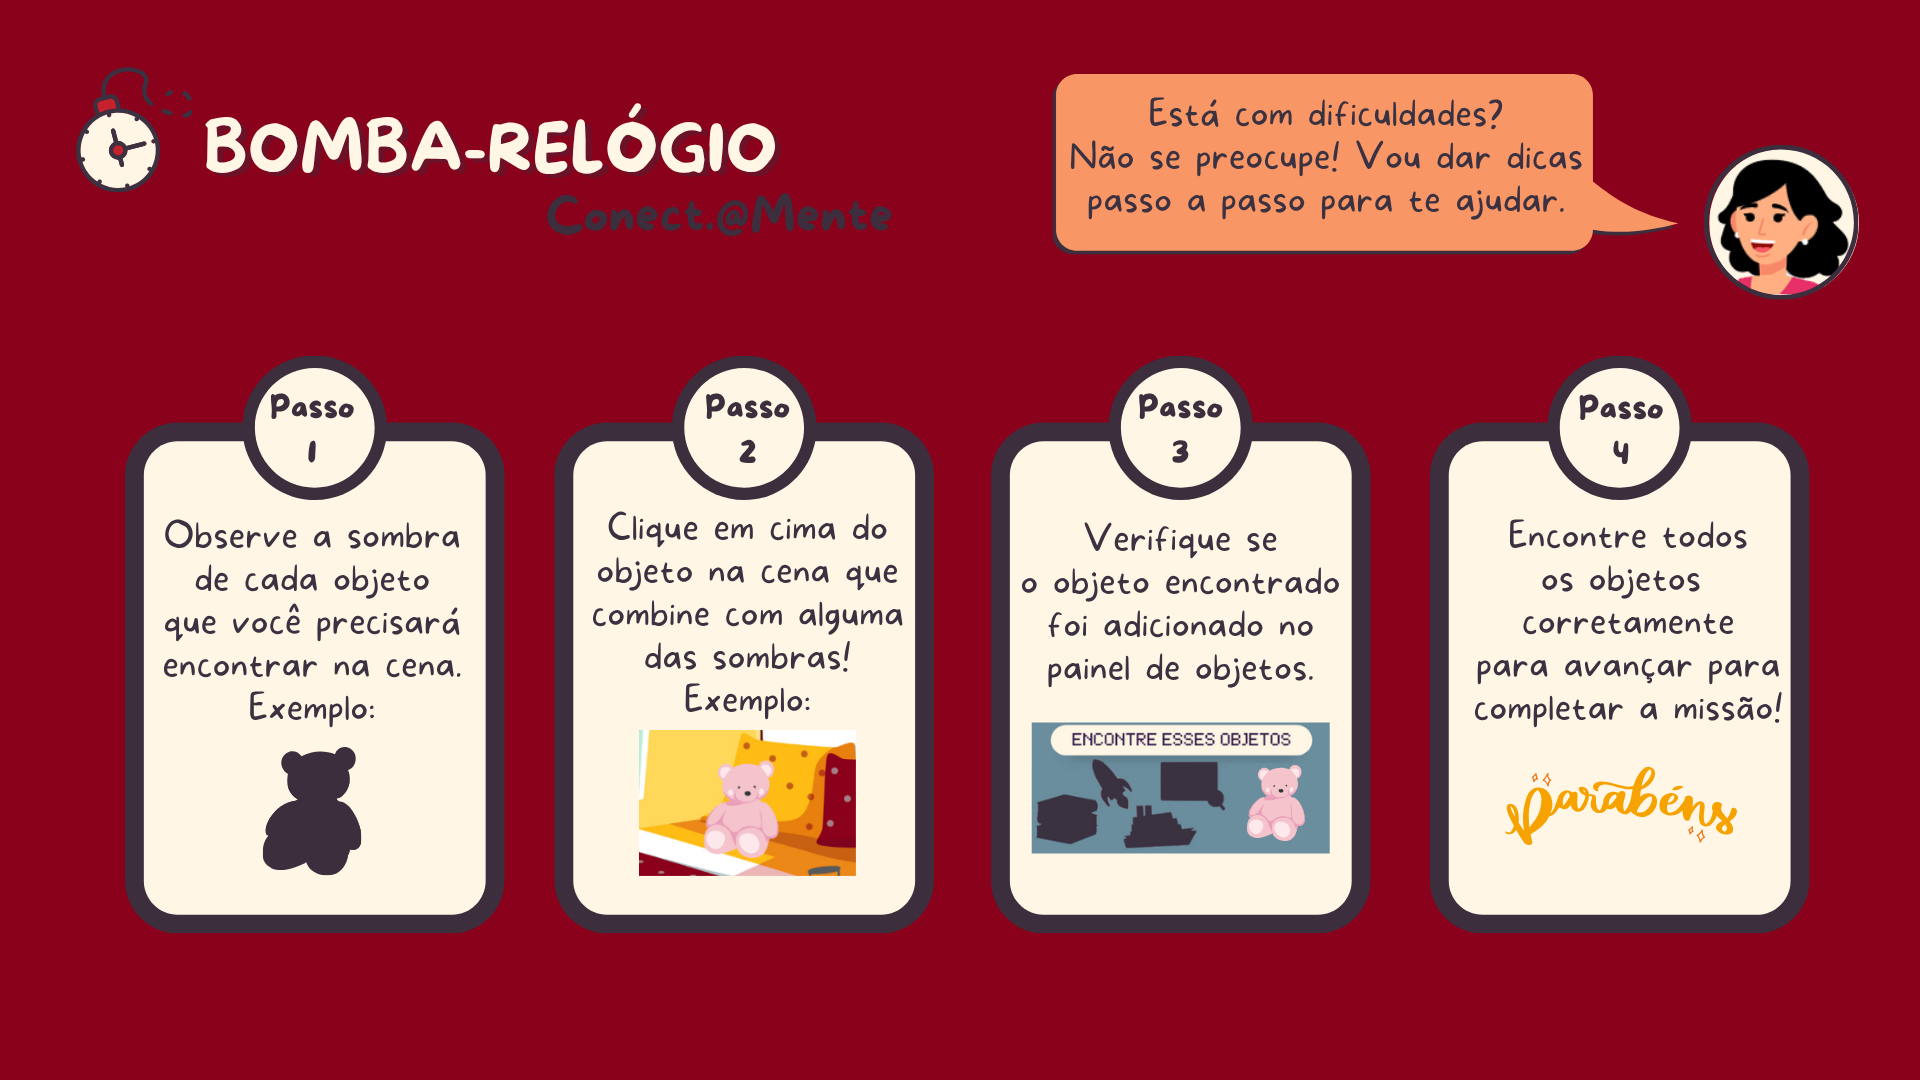 BOMBA-RELÓGIO
Conect.@Mente
Está com dificuldades?
Não se preocupe! Vou dar dicas
passo a passo para te ajudar.
Passo
1
Observe a sombra
de cada objeto
que você precisará
encontrar na cena.
Exemplo:
Passo
2
Clique em cima do
objeto na cena que
combine com alguma
das sombras!
Exemplo:
Passo
3
Verifique se
o objeto encontrado
foi adicionado no
painel de objetos.
ENCONTRE ESSES OBJETOS
Passo
4
Encontre todos
os objetos
corretamente
para avançar para
completar a missão!
Parabéns